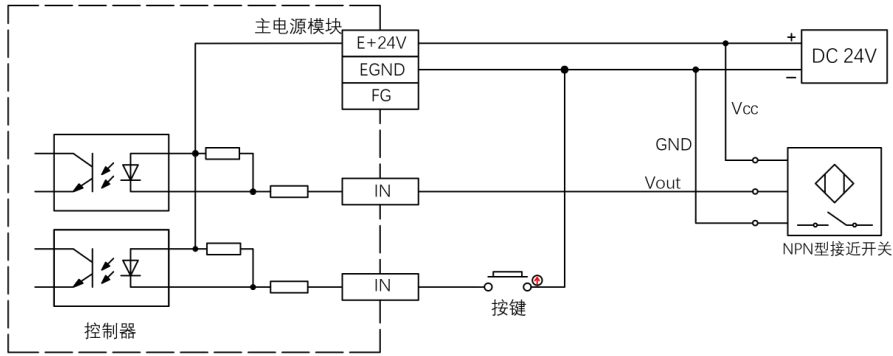 主电源模块
E+24V
EGND
FG
+
DC 24V
−
Vcc
GND
IN
Vout
NPN型接近开关
IN
按键
控制器